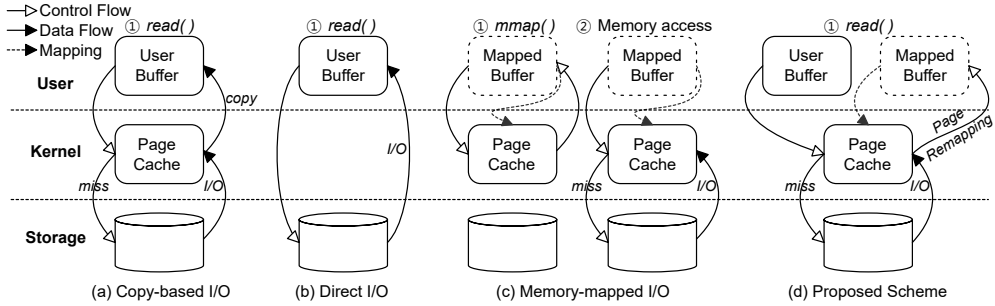 Control Flow
Data Flow
Mapping
① read( )
① read( )
① mmap( )
② Memory access
① read( )
User
Buffer
User
Buffer
Mapped
Buffer
Mapped
Buffer
User
Buffer
Mapped
Buffer
User
copy
Kernel
Page
Cache
I/O
Page
Cache
Page
Cache
Page
Cache
Page
Remapping
miss
I/O
miss
I/O
miss
I/O
Storage
(a) Copy-based I/O
(b) Direct I/O
(c) Memory-mapped I/O
(d) Proposed Scheme